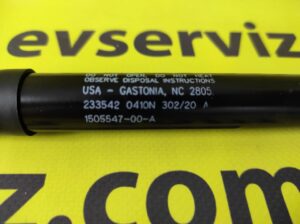 evserviz
DO NOT OPEN, DO NOT HEAT
OBSERVE DISPOSAL INSTRUCTIONS
USA - GASTONIA, NC 2805
233542 0410N 302/20 A
1505547-00-A
z.com